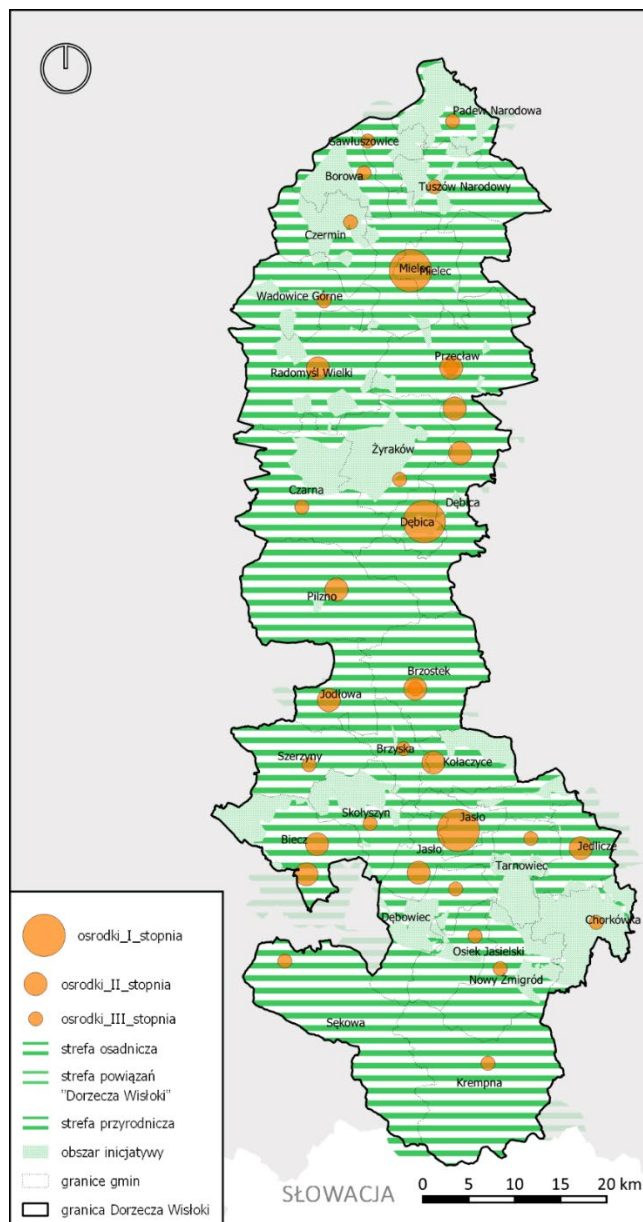 Padew Narodowa
Gawłuszowice
Borowa
Tuszów Narodowy
Czermin
Mielec
Mielec
Wadowice Górne
Przecław
Radomyśl Wielki
Żyraków
Czarna
Dębica
Dębica
Pilzno
Brzostek
Jodłowa
Brzyska
Szerzyny
Kołaczyce
Skołyszyn
Jasło
Biecz
Jasło
Jedlicze
Tarnowiec
Dębowiec
Chorkówka
Osiek Jasielski
Nowy Żmigród
Sękowa
Krempna
osrodki_I_stopnia
osrodki_II_stopnia
osrodki_III_stopnia
strefa osadnicza
strefa powiązań
"Dorzecza Wisłoki"
strefa przyrodnicza
obszar inicjatywy
granice gmin
granica Dorzecza Wisłoki
SŁOWACJA
0 5 10 15 20 km